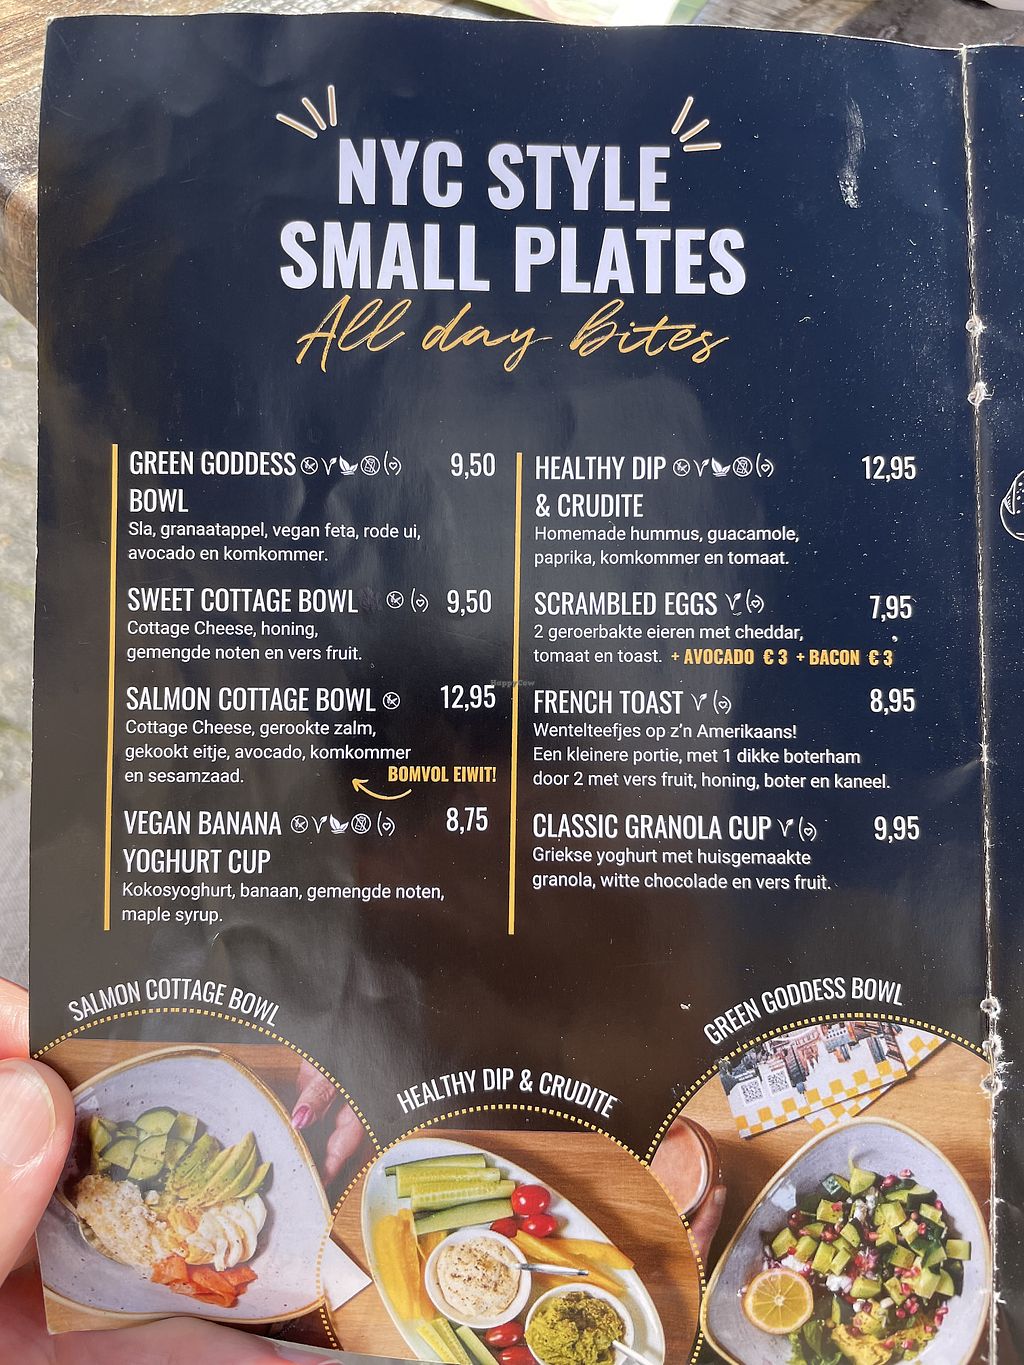 NYC STYLE
SMALL PLATES
All day bites
GREEN GODDESS 9,50
BOWL
Sla, granaatappel, vegan feta, rode ui,
avocado en komkommer.
SWEET COTTAGE BOWL 9,50
Cottage Cheese, honing,
gemengde noten en vers fruit.
SALMON COTTAGE BOWL 12,95
Cottage Cheese, gerookte zalm,
gekookt eitje, avocado, komkommer
en sesamzaad.
BOMVOL EIWIT!
VEGAN BANANA 8,75
YOGHURT CUP
Kokosyoghurt, banaan, gemengde noten,
maple syrup.
HEALTHY DIP 12,95
& CRUDITE
Homemade hummus, guacamole,
paprika, komkommer en tomaat.
SCRAMBLED EGGS 7,95
2 geroerbakte eieren met cheddar,
tomaat en toast. + AVOCADO € 3 + BACON € 3
FRENCH TOAST 8,95
Wentelteefjes op z'n Amerikaans!
Een kleinere portie, met 1 dikke boterham
door 2 met vers fruit, honing, boter en kaneel.
CLASSIC GRANOLA CUP 9,95
Griekse yoghurt met huisgemaakte
granola, witte chocolade en vers fruit.
SALMON COTTAGE BOWL
HEALTHY DIP & CRUDITE
GREEN GODDESS BOWL
HappyCow